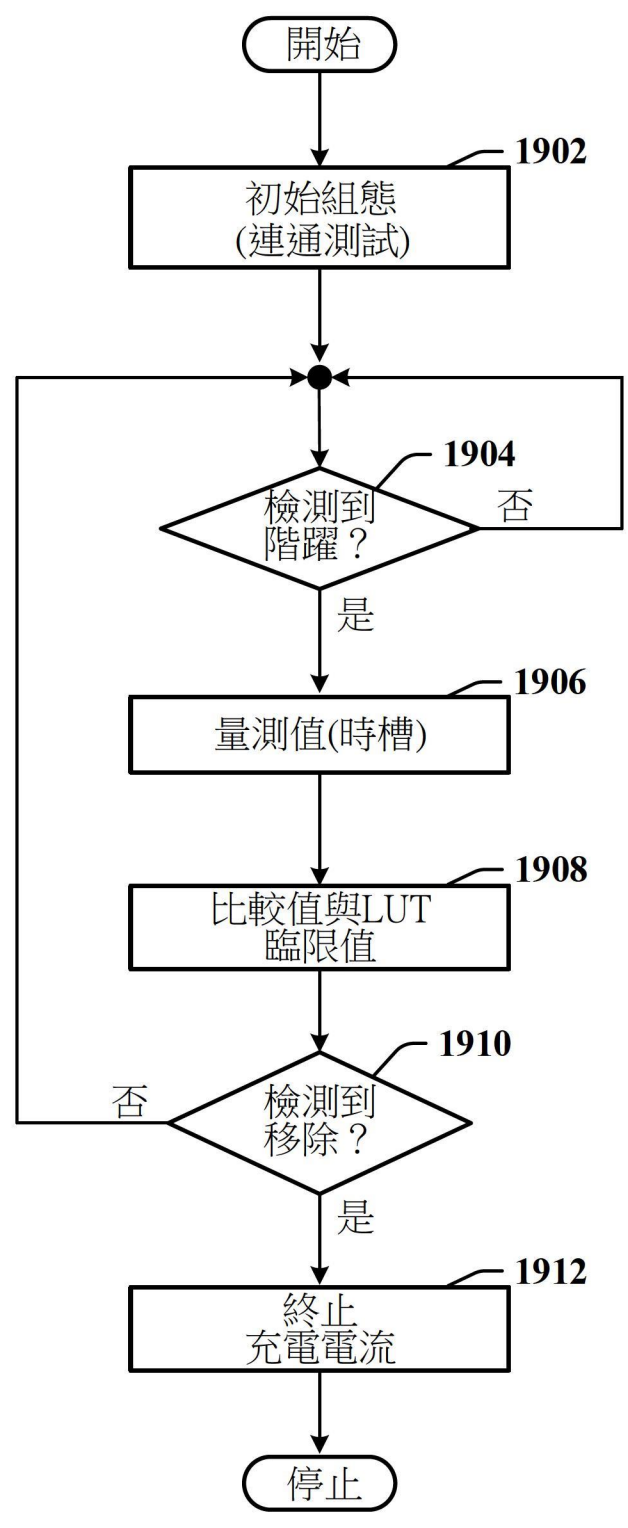 開始
1902
初始組態
(連通測試)
1904
檢測到
階躍？
否
是
1906
量測值(時槽)
1908
比較值與LUT
臨限值
1910
否
檢測到
移除？
是
1912
終止
充電電流
停止